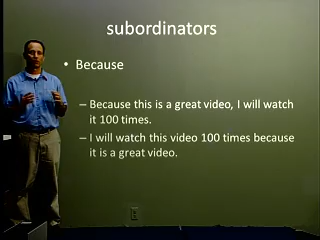 subordinators
• Because
– Because this is a great video, I will watch
it 100 times.
– I will watch this video 100 times because
it is a great video.